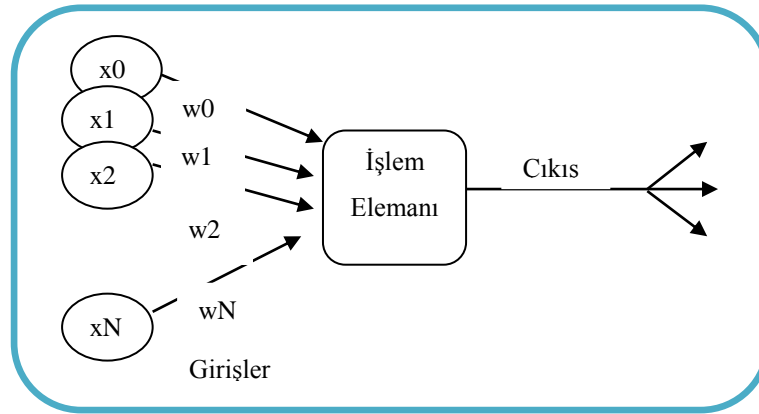 x0
w0
x1
w1
x2
w2
xN
wN
Girişler
İşlem
Elemanı
Cıkıs